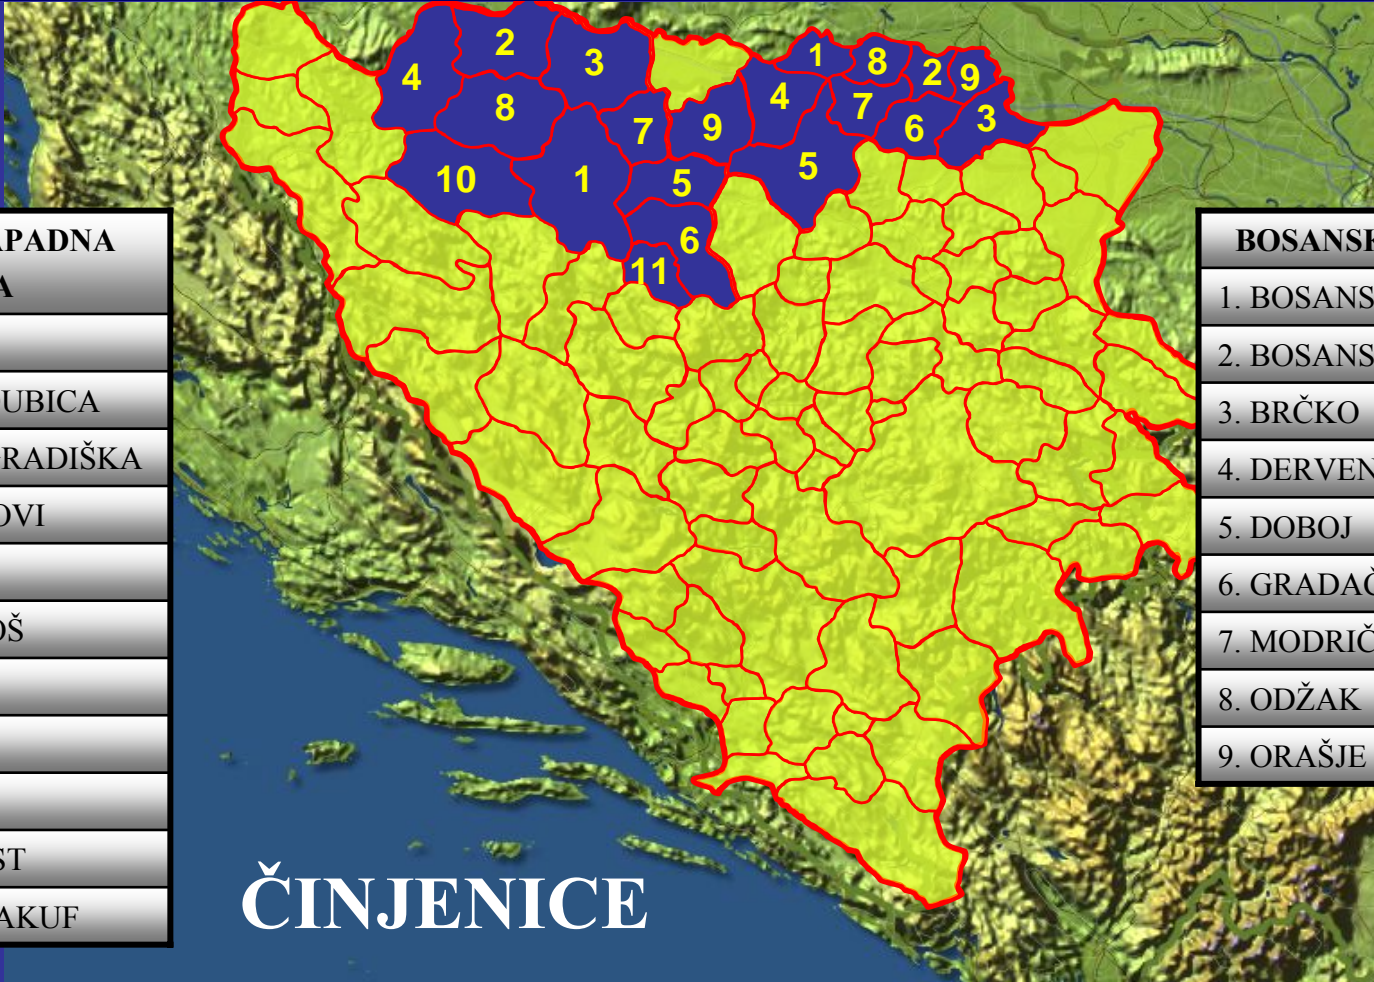 APADNA
A
UBICA
RADIŠKA
OVI
OŠ
ST
AKUF
2
3
4
8
7
9
10
1
5
6
11
1
8
2
9
4
7
6
3
5
BOSANSK
1. BOSANS
2. BOSANS
3. BRČKO
4. DERVEN
5. DOBOJ
6. GRADAČ
7. MODRIČ
8. ODŽAK
9. ORAŠJE
ČINJENICE